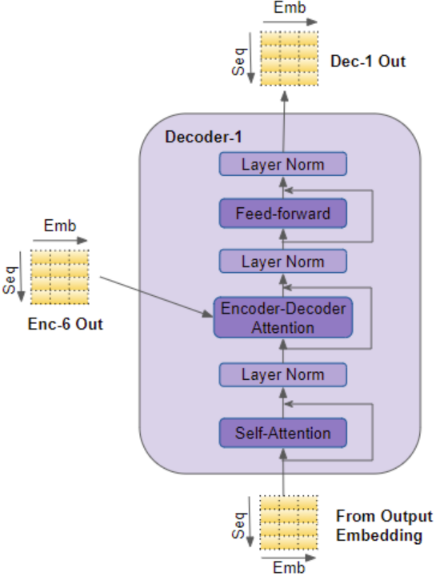 Emb
Seq
Dec-1 Out
Decoder-1
Layer Norm
Feed-forward
Layer Norm
Emb
Seq
Enc-6 Out
Encoder-Decoder
Attention
Layer Norm
Self-Attention
Seq
From Output
Embedding
Emb